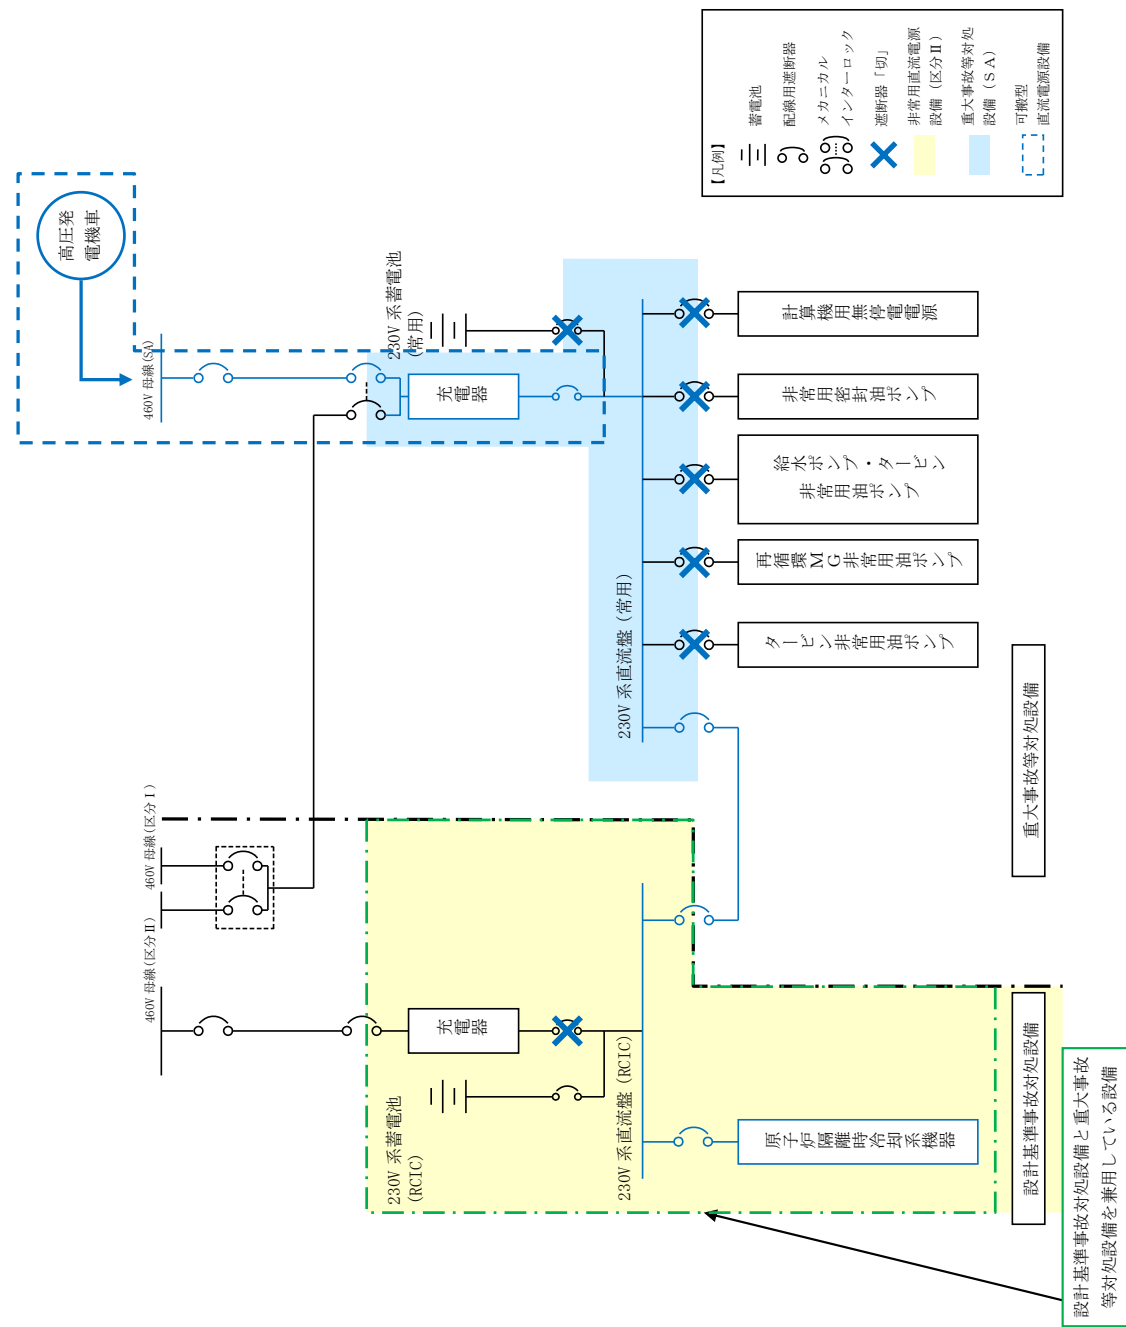 【凡例】
蓄電池
配線用遮断器
メカニカル
インターロック
遮断器「切」
非常用直流電源
設備（区分Ⅱ）
重大事故等対処
設備（ＳＡ）
可搬型
直流電源設備
高圧発
電機車
460V 母線(SA)
230V 系蓄電池
(常用)
充電器
計算機用無停電電源
非常用密封油ポンプ
給水ポンプ・タービン
非常用油ポンプ
再循環ＭＧ非常用油ポンプ
タービン非常用油ポンプ
230V 系直流盤（常用）
重大事故等対処設備
460V 母線(区分Ⅰ)
460V 母線(区分Ⅱ)
充電器
230V 系蓄電池
(RCIC)
230V 系直流盤（RCIC）
原子炉隔離時冷却系機器
設計基準事故対処設備
設計基準事故対処設備と重大事故
等対処設備を兼用している設備